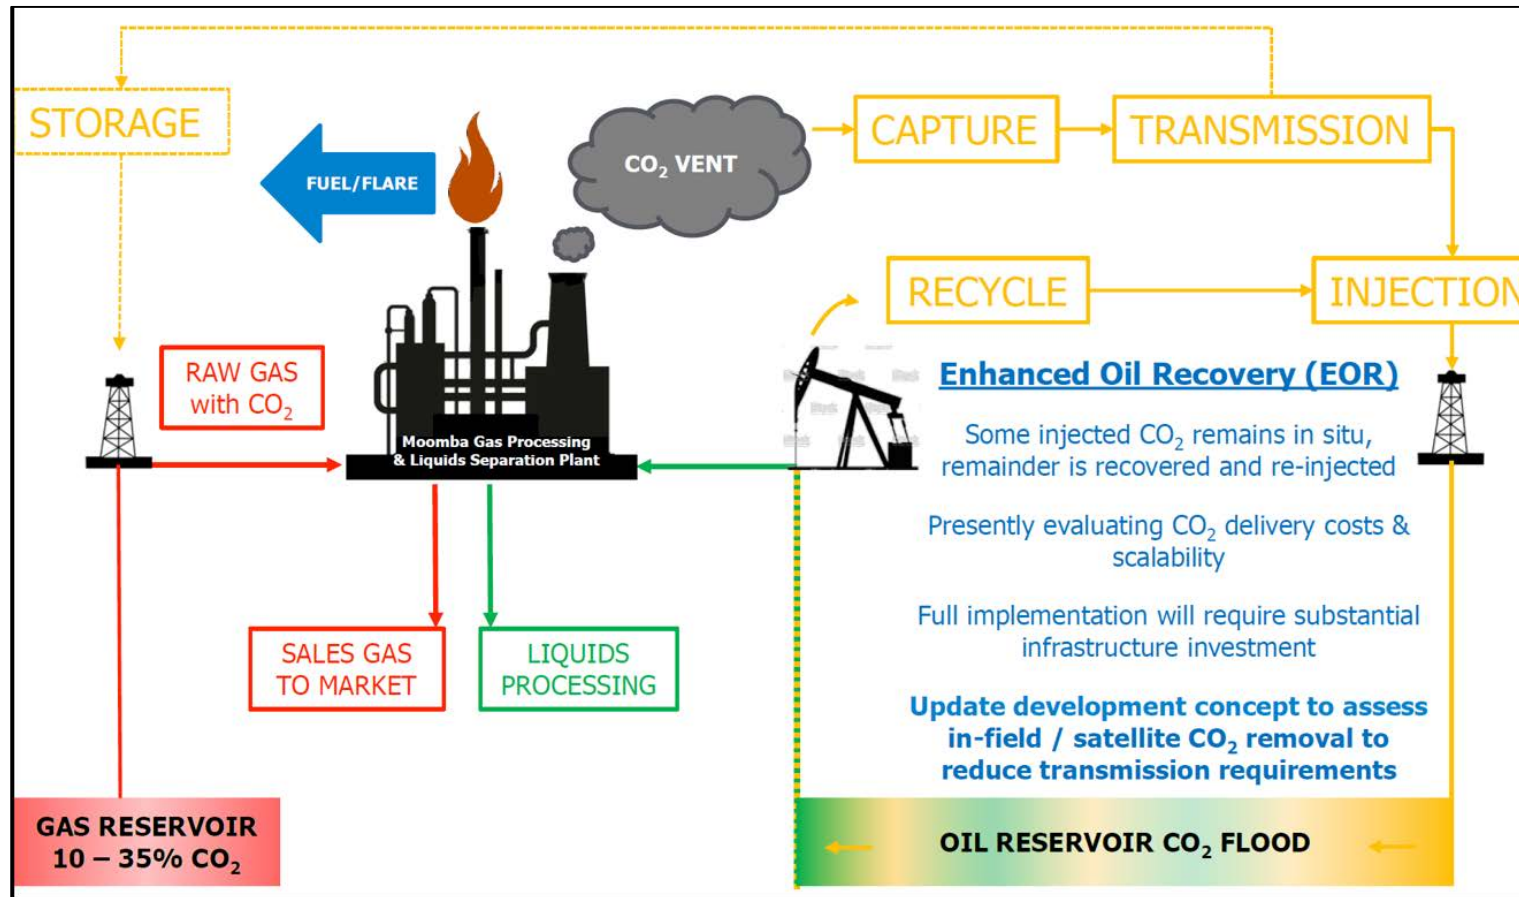 STORAGE
FUEL/FLARE
CO₂ VENT
CAPTURE
TRANSMISSION
RECYCLE
INJECTION
RAW GAS
with CO₂
Moomba Gas Processing
& Liquids Separation Plant
Enhanced Oil Recovery (EOR)
Some injected CO₂ remains in situ,
remainder is recovered and re-injected
Presently evaluating CO₂ delivery costs &
scalability
Full implementation will require substantial
infrastructure investment
Update development concept to assess
in-field / satellite CO₂ removal to
reduce transmission requirements
SALES GAS
TO MARKET
LIQUIDS
PROCESSING
GAS RESERVOIR
10 – 35% CO₂
OIL RESERVOIR CO₂ FLOOD